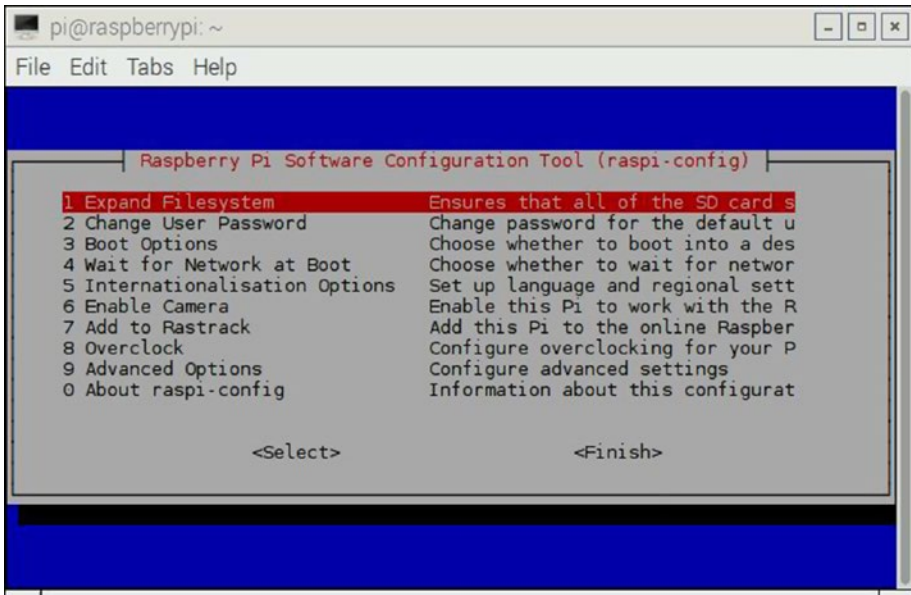 pi@raspberrypi: ~
File Edit Tabs Help
Raspberry Pi Software Configuration Tool (raspi-config)
1 Expand Filesystem Ensures that all of the SD card s
2 Change User Password Change password for the default u
3 Boot Options Choose whether to boot into a des
4 Wait for Network at Boot Choose whether to wait for networ
5 Internationalisation Options Set up language and regional sett
6 Enable Camera Enable this Pi to work with the R
7 Add to Rastrack Add this Pi to the online Raspber
8 Overclock Configure overclocking for your P
9 Advanced Options Configure advanced settings
0 About raspi-config Information about this configurat
<Select> <Finish>